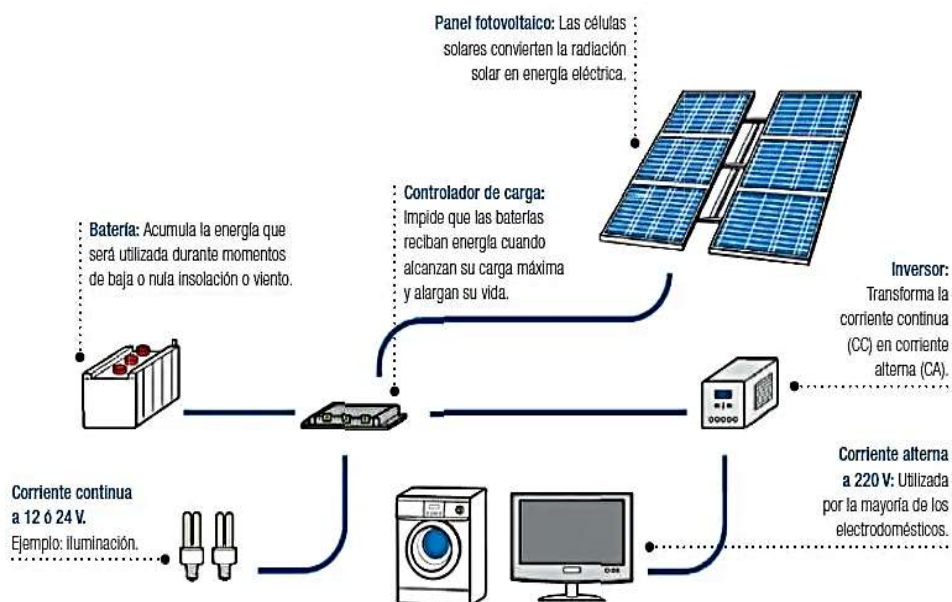 Panel fotovoltaico: Las células
solares convierten la radiación
solar en energía eléctrica.
Controlador de carga:
Impide que las baterías
reciban energía cuando
alcanzan su carga máxima
y alargan su vida.
Batería: Acumula la energía que
será utilizada durante momentos
de baja o nula insolación o viento.
Inversor:
Transforma la
corriente continua
(CC) en corriente
alterna (CA).
Corriente continua
a 12 ó 24 V.
Ejemplo: iluminación.
Corriente alterna
a 220 V: Utilizada
por la mayoría de los
electrodomésticos.